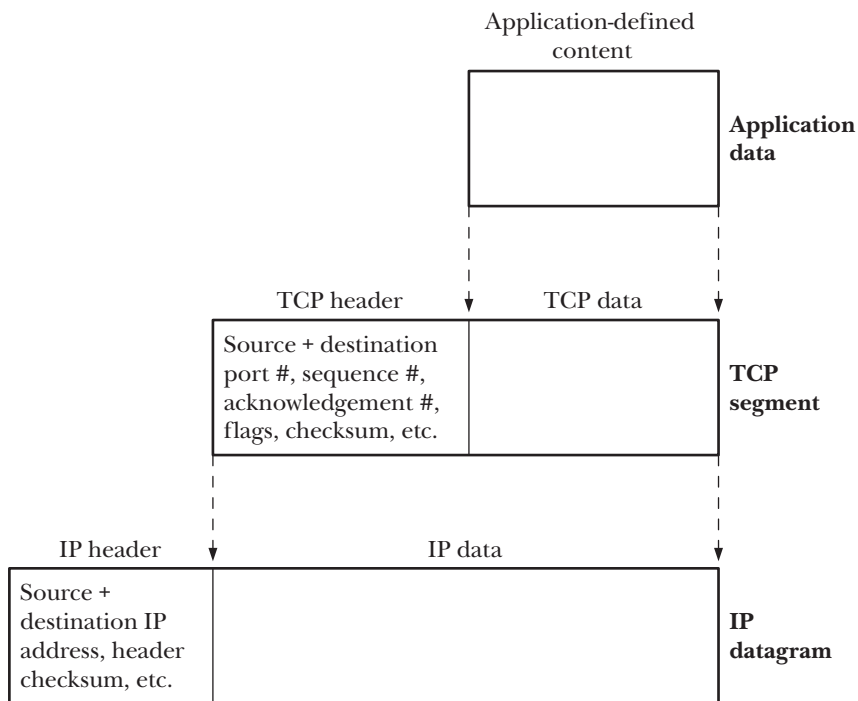 Application-defined
content
Application
data
TCP header
TCP data
Source + destination
port #, sequence #,
acknowledgement #,
flags, checksum, etc.
TCP
segment
IP header
IP data
Source +
destination IP
address, header
checksum, etc.
IP
datagram